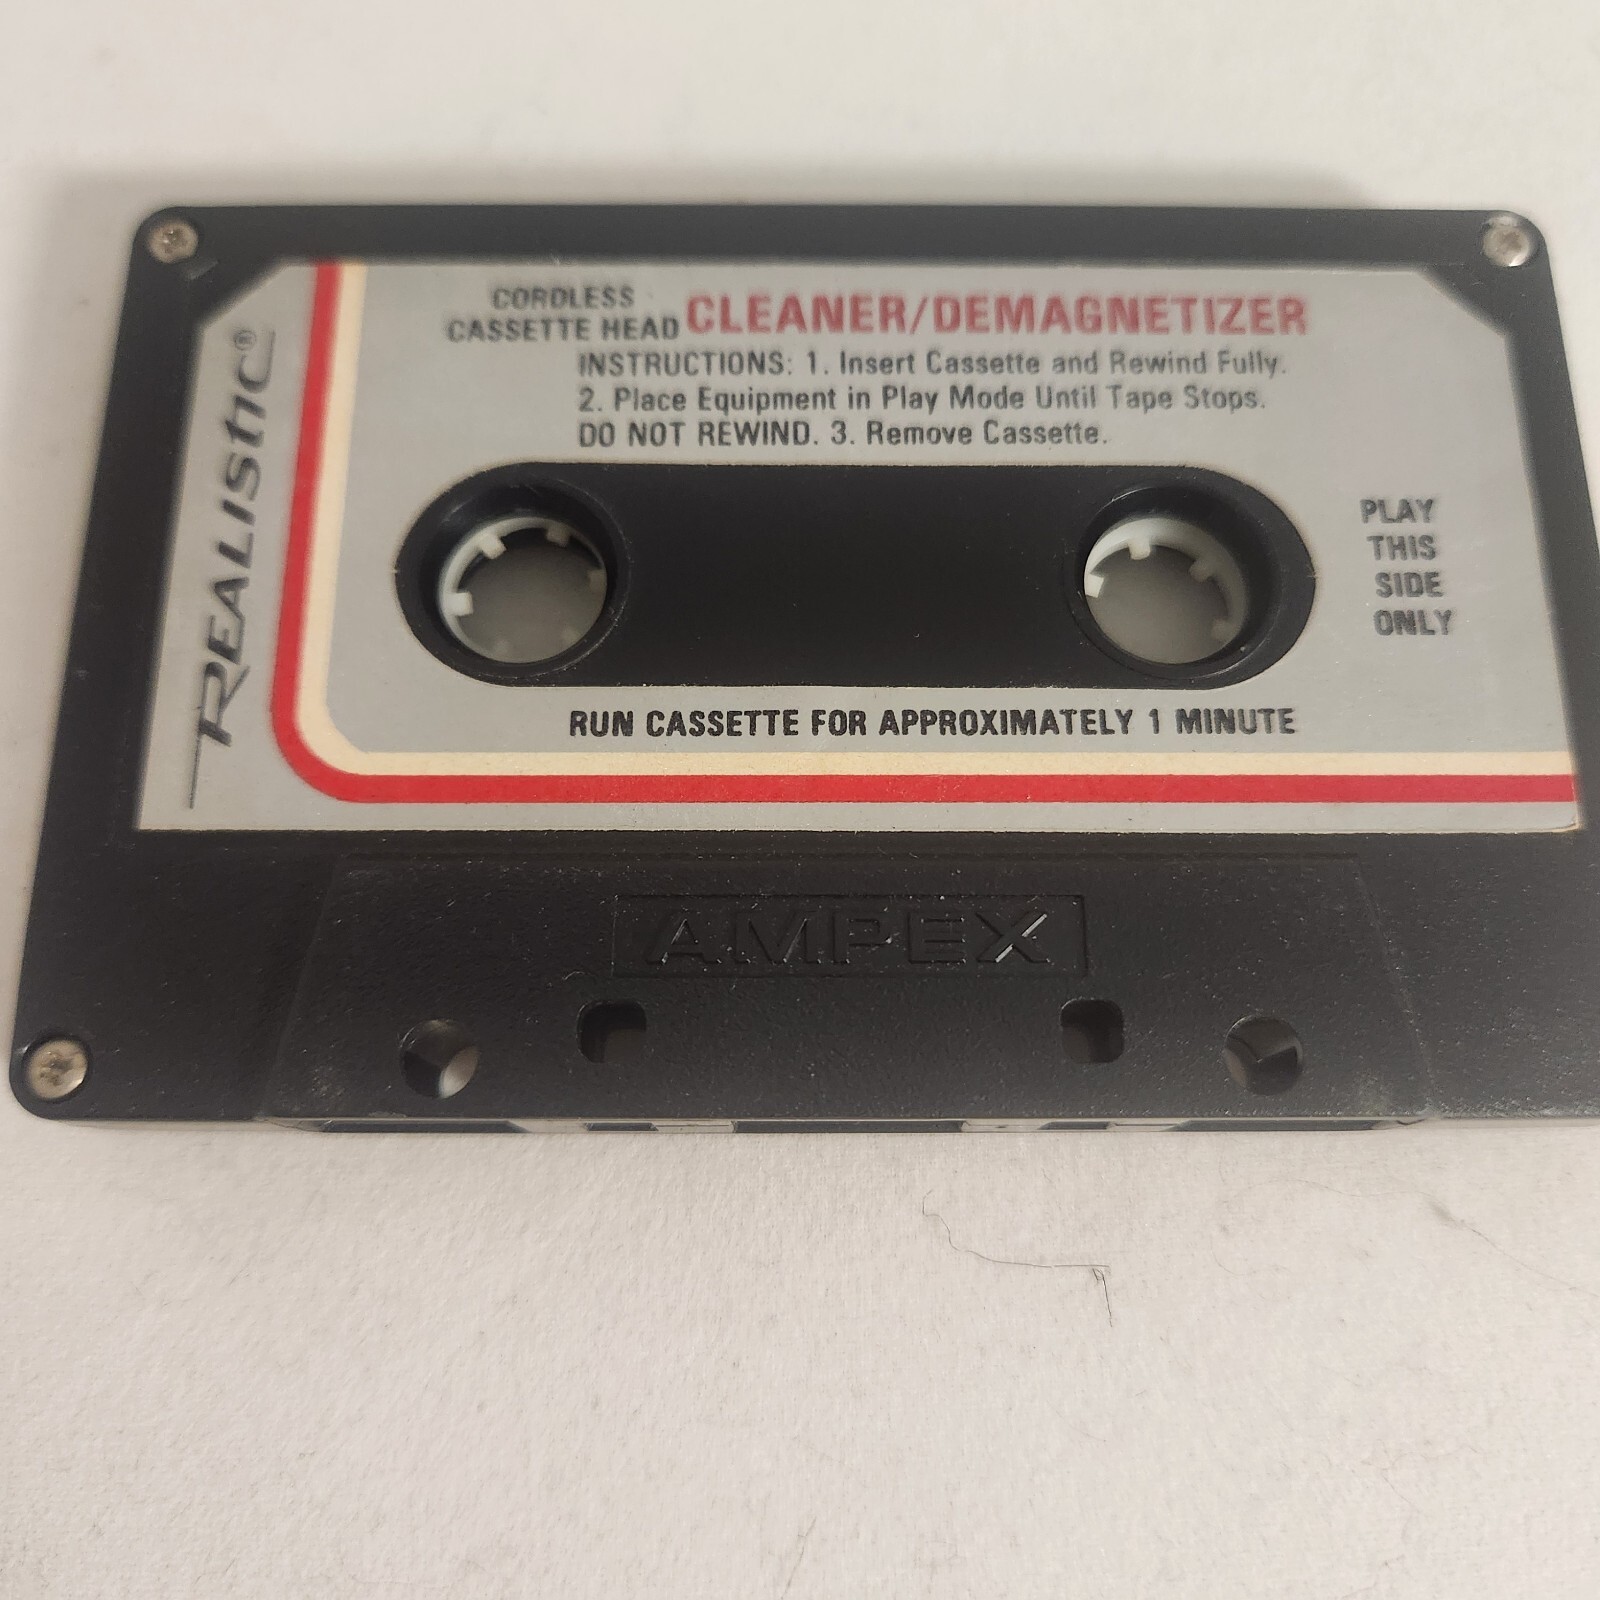 CORDLESS
CASSETTE HEAD CLEANER/DEMAGNETIZER
INSTRUCTIONS: 1. Insert Cassette and Rewind Fully.
2. Place Equipment in Play Mode Until Tape Stops.
DO NOT REWIND. 3. Remove Cassette.
REALISTIC®
PLAY
THIS
SIDE
ONLY
RUN CASSETTE FOR APPROXIMATELY 1 MINUTE
AMPEX